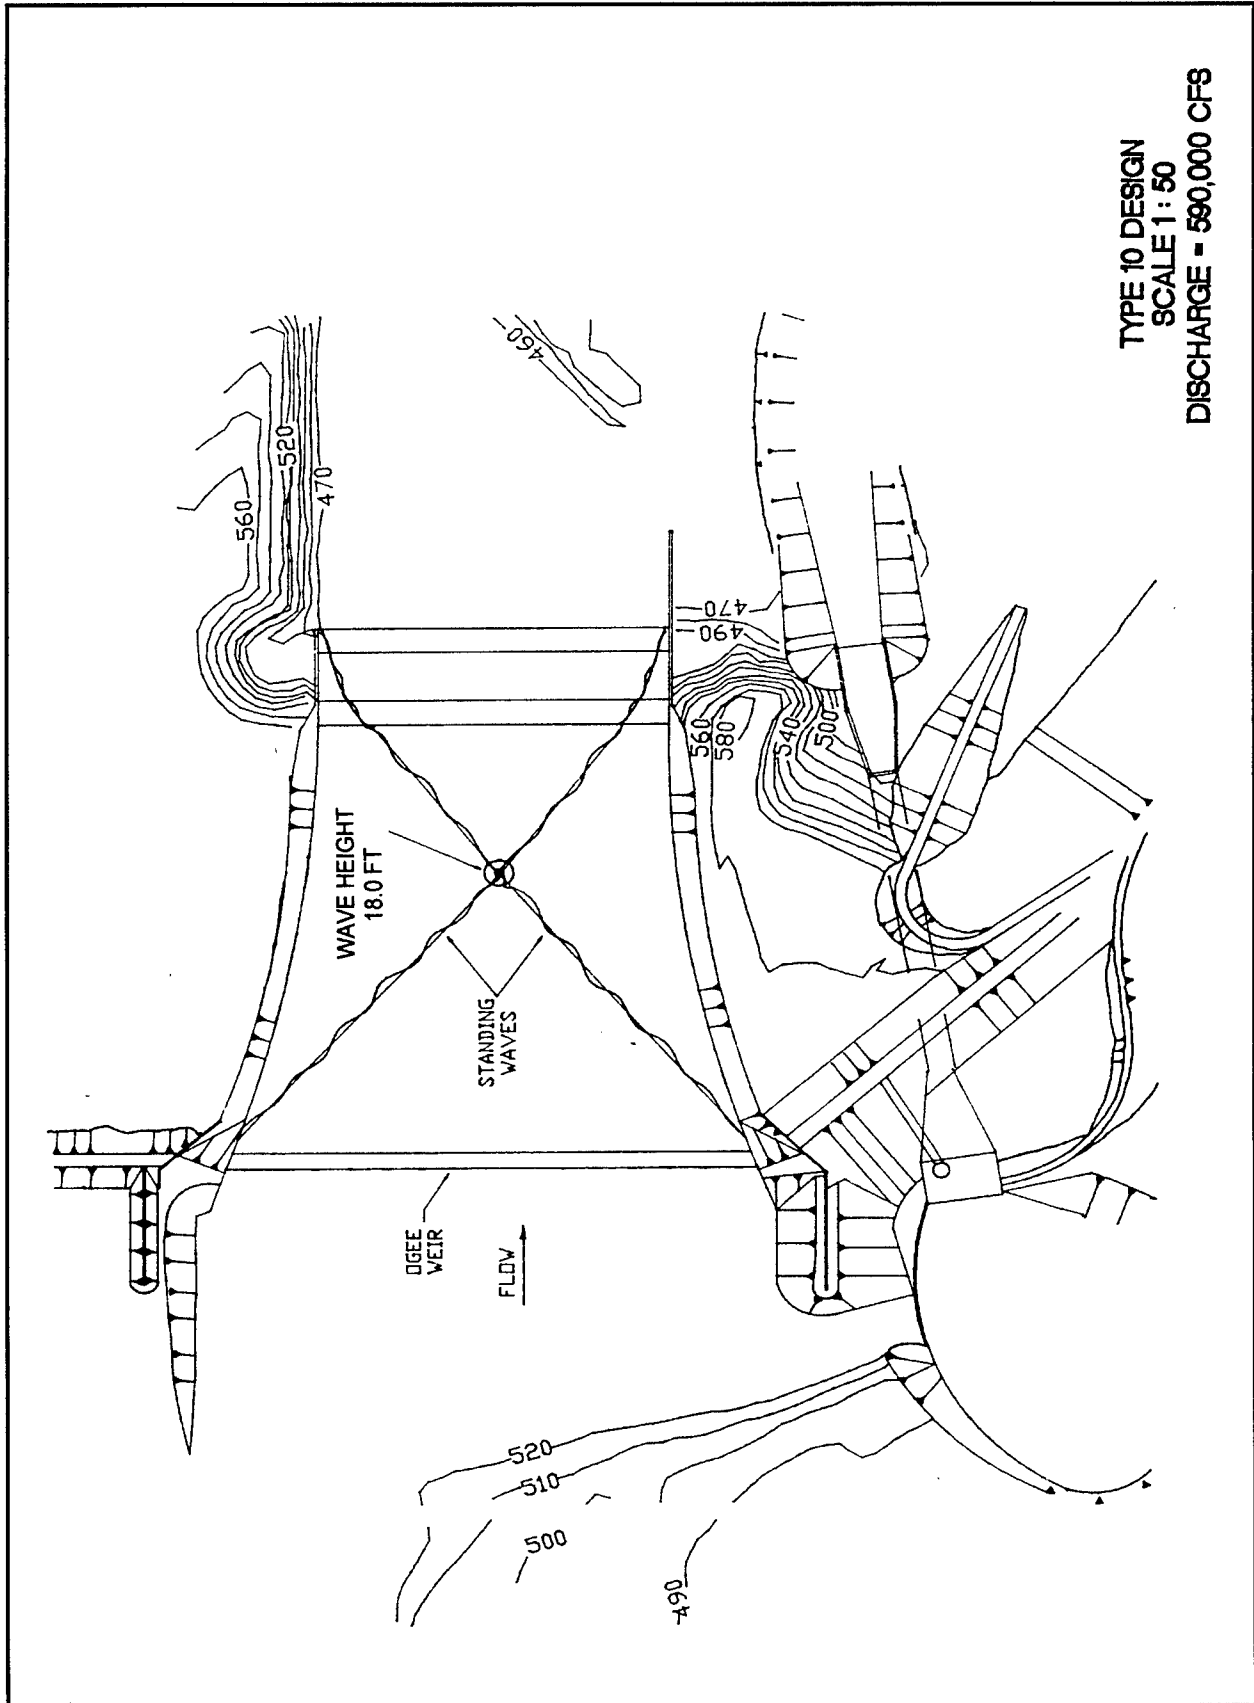 TYPE 10 DESIGN
SCALE 1 : 50
DISCHARGE = 590,000 CFS
WAVE HEIGHT
18.0 FT
STANDING
WAVES
OGEE
WEIR
FLOW
560
520
470
460
470
490
560
580
540
500
520
510
500
490